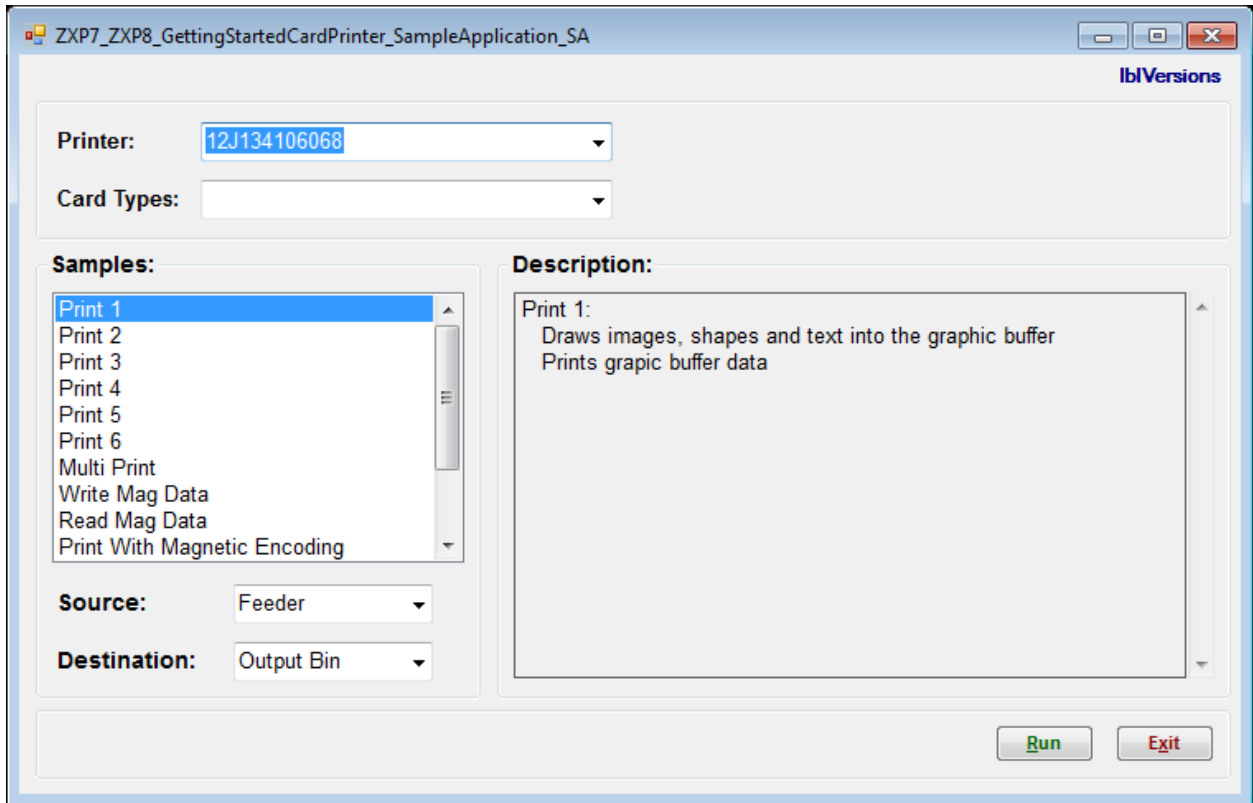 ZXP7_ZXP8_GettingStartedCardPrinter_SampleApplication_SA
lblVersions
Printer: 12J134106068
Card Types:
Samples:
Print 1
Print 2
Print 3
Print 4
Print 5
Print 6
Multi Print
Write Mag Data
Read Mag Data
Print With Magnetic Encoding
Source: Feeder
Destination: Output Bin
Description:
Print 1:
Draws images, shapes and text into the graphic buffer
Prints grapic buffer data
Run Exit